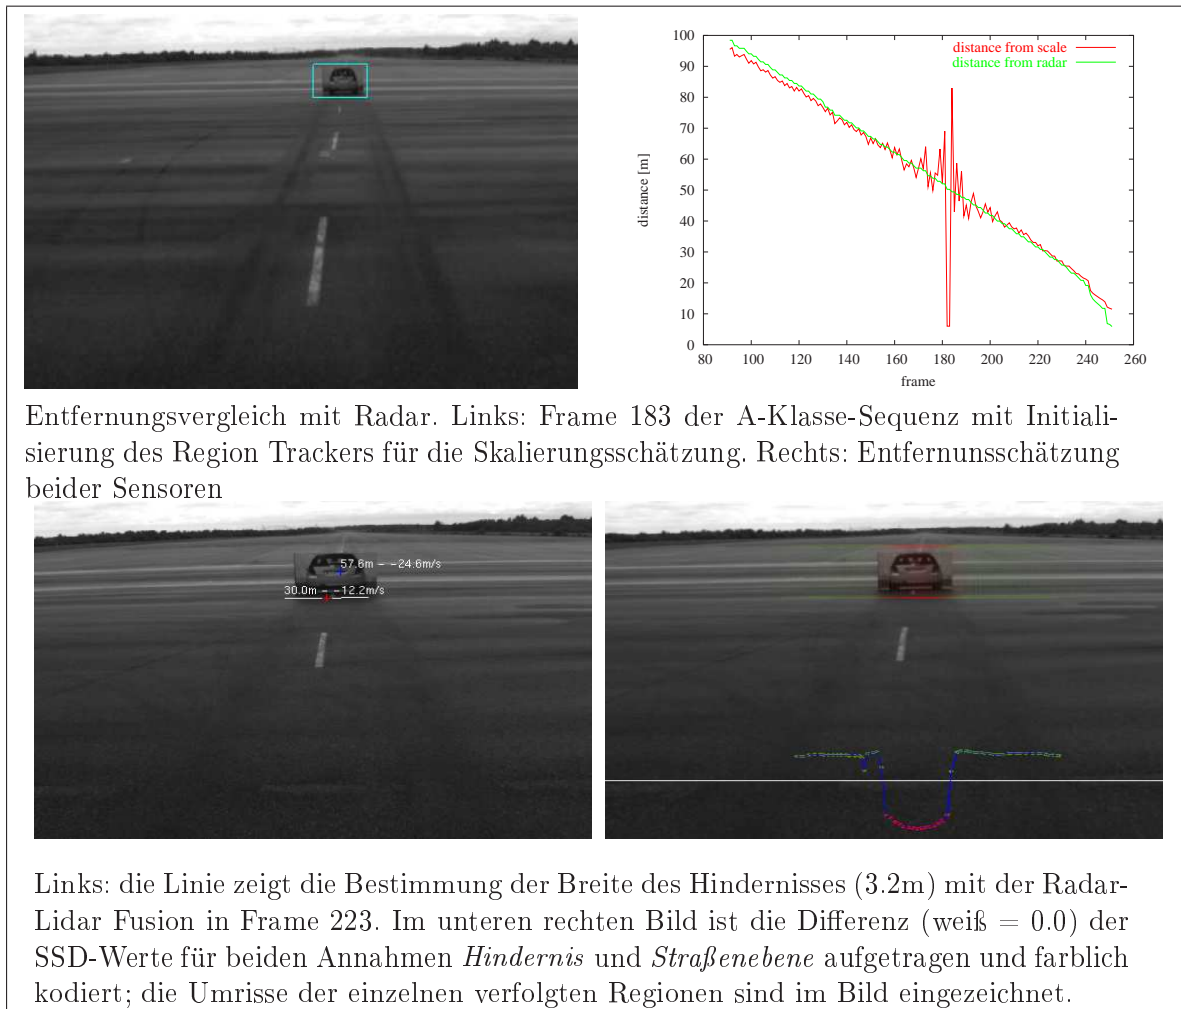 100
90
80
70
60
50
40
30
20
10
0
distance [m]
distance from scale
distance from radar
80 100 120 140 160 180 200 220 240 260
frame
Entfernungsvergleich mit Radar. Links: Frame 183 der A-Klasse-Sequenz mit Initiali-
sierung des Region Trackers für die Skalierungsschätzung. Rechts: Entfernunsschätzung
beider Sensoren
57.6m - -24.6m/s
30.0m - -12.2m/s
Links: die Linie zeigt die Bestimmung der Breite des Hindernisses (3.2m) mit der Radar-
Lidar Fusion in Frame 223. Im unteren rechten Bild ist die Differenz (weiß = 0.0) der
SSD-Werte für beiden Annahmen Hindernis und Straßenebene aufgetragen und farblich
kodiert; die Umrisse der einzelnen verfolgten Regionen sind im Bild eingezeichnet.